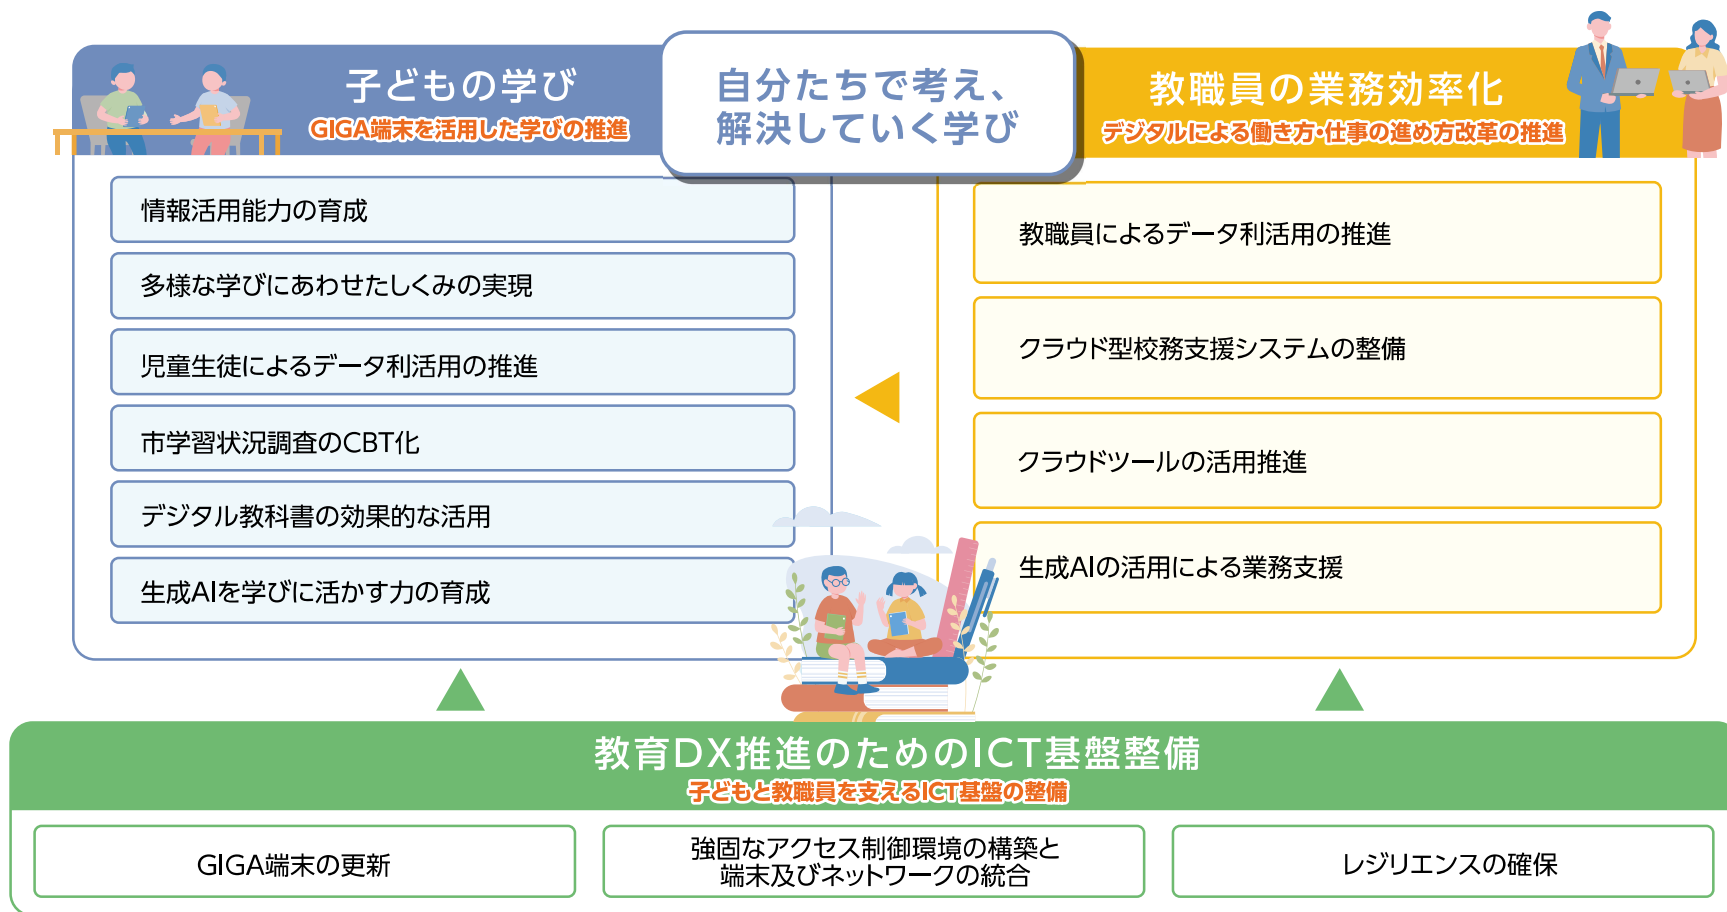 子どもの学び
GIGA端末を活用した学びの推進
自分たちで考え、
解決していく学び
教職員の業務効率化
デジタルによる働き方・仕事の進め方改革の推進
情報活用能力の育成
多様な学びにあわせたしくみの実現
児童生徒によるデータ利活用の推進
市学習状況調査のCBT化
デジタル教科書の効果的な活用
生成AIを学びに活かす力の育成
教職員によるデータ利活用の推進
クラウド型校務支援システムの整備
クラウドツールの活用推進
生成AIの活用による業務支援
教育DX推進のためのICT基盤整備
子どもと教職員を支えるICT基盤の整備
GIGA端末の更新
強固なアクセス制御環境の構築と
端末及びネットワークの統合
レジリエンスの確保